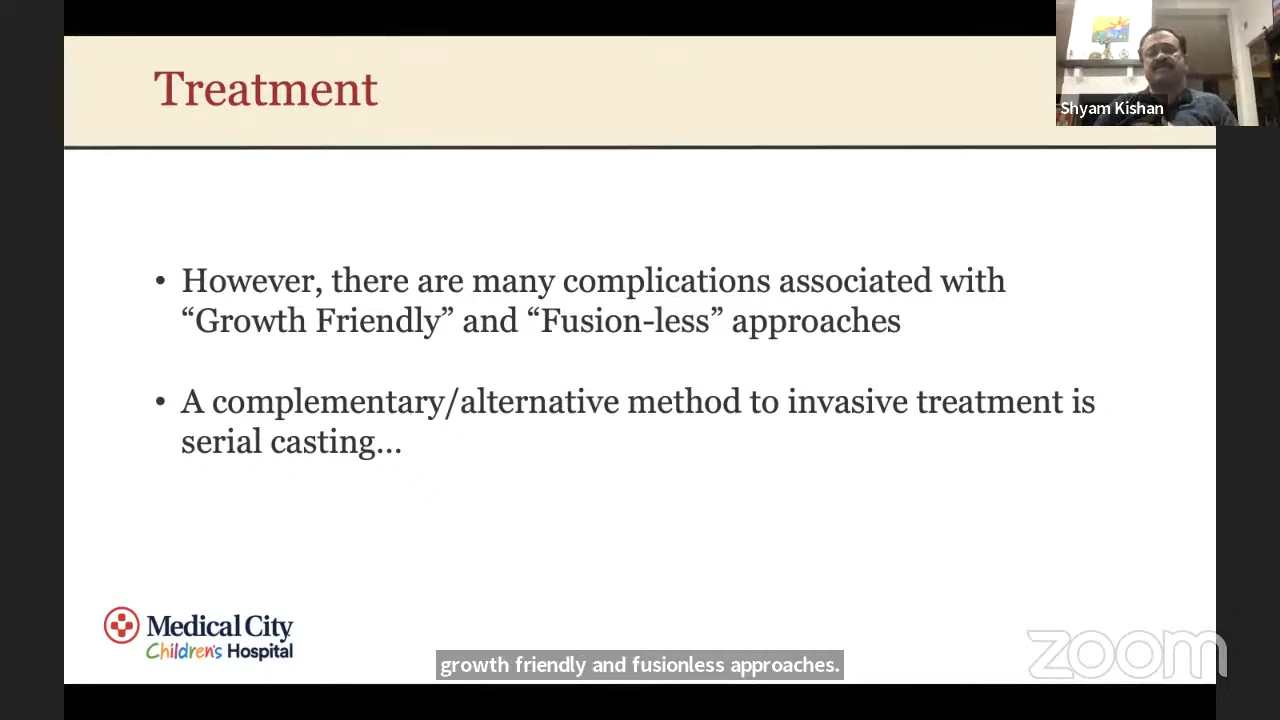 Treatment
Shyam Kishan
• However, there are many complications associated with
“Growth Friendly” and “Fusion-less” approaches
• A complementary/alternative method to invasive treatment is
serial casting...
Medical City
Children's Hospital
growth friendly and fusionless approaches.
zoom